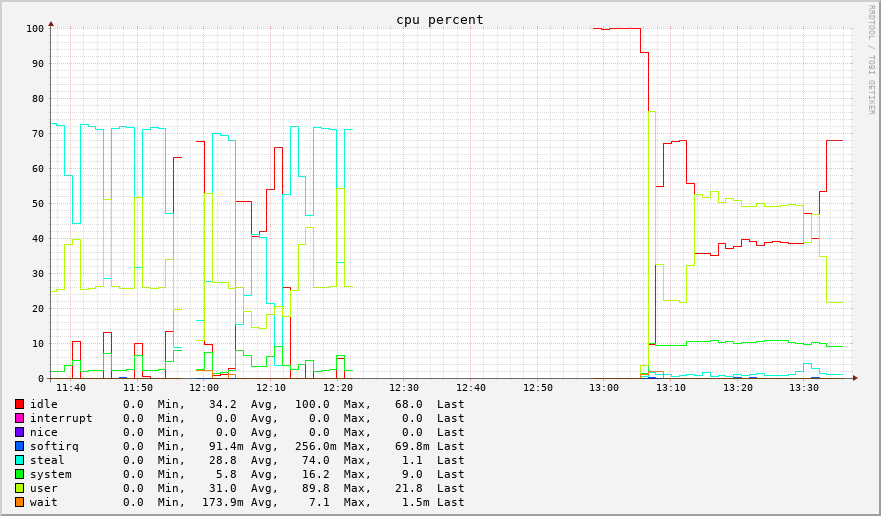 cpu percent
RRDTOOL / TOBI OETIKER
100
90
80
70
60
50
40
30
20
10
0
11:40 11:50 12:00 12:10 12:20 12:30 12:40 12:50 13:00 13:10 13:20 13:30
idle 0.0 Min, 34.2 Avg, 100.0 Max, 68.0 Last
interrupt 0.0 Min, 0.0 Avg, 0.0 Max, 0.0 Last
nice 0.0 Min, 0.0 Avg, 0.0 Max, 0.0 Last
softirq 0.0 Min, 91.4m Avg, 256.0m Max, 69.8m Last
steal 0.0 Min, 28.8 Avg, 74.0 Max, 1.1 Last
system 0.0 Min, 5.8 Avg, 16.2 Max, 9.0 Last
user 0.0 Min, 31.0 Avg, 89.8 Max, 21.8 Last
wait 0.0 Min, 173.9m Avg, 7.1 Max, 1.5m Last